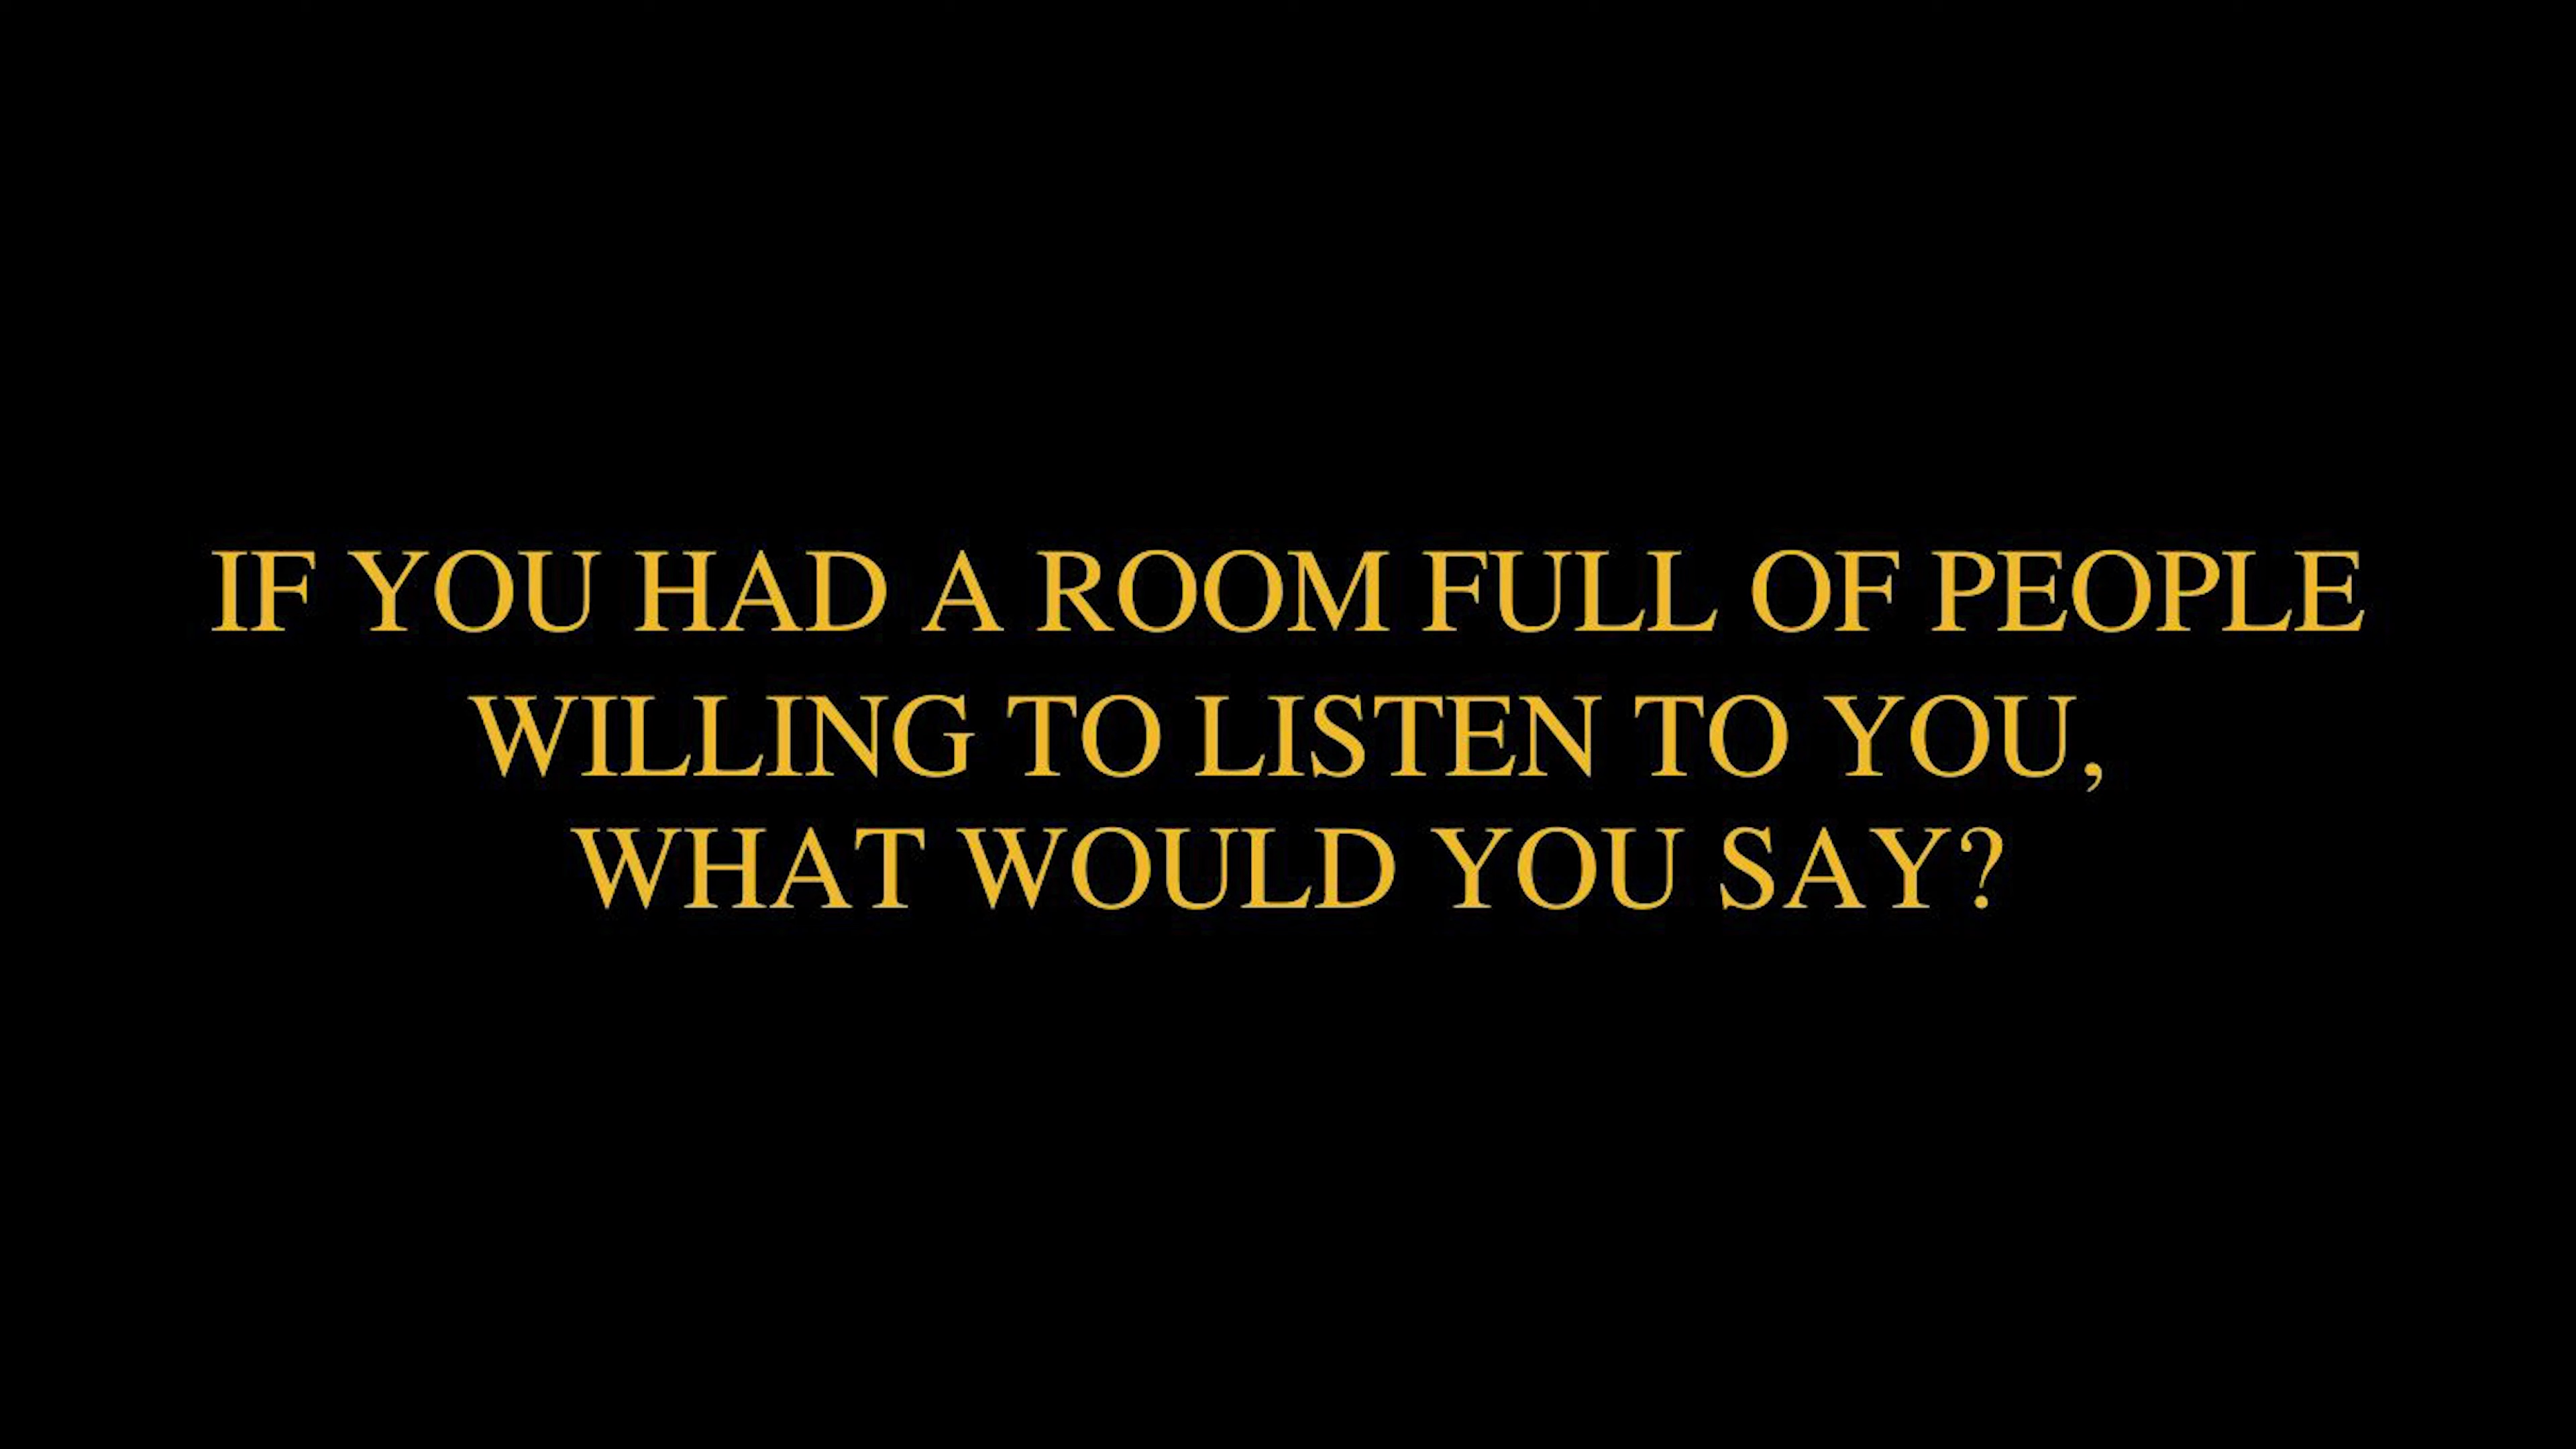 IF YOU HAD A ROOM FULL OF PEOPLE
WILLING TO LISTEN TO YOU,
WHAT WOULD YOU SAY?